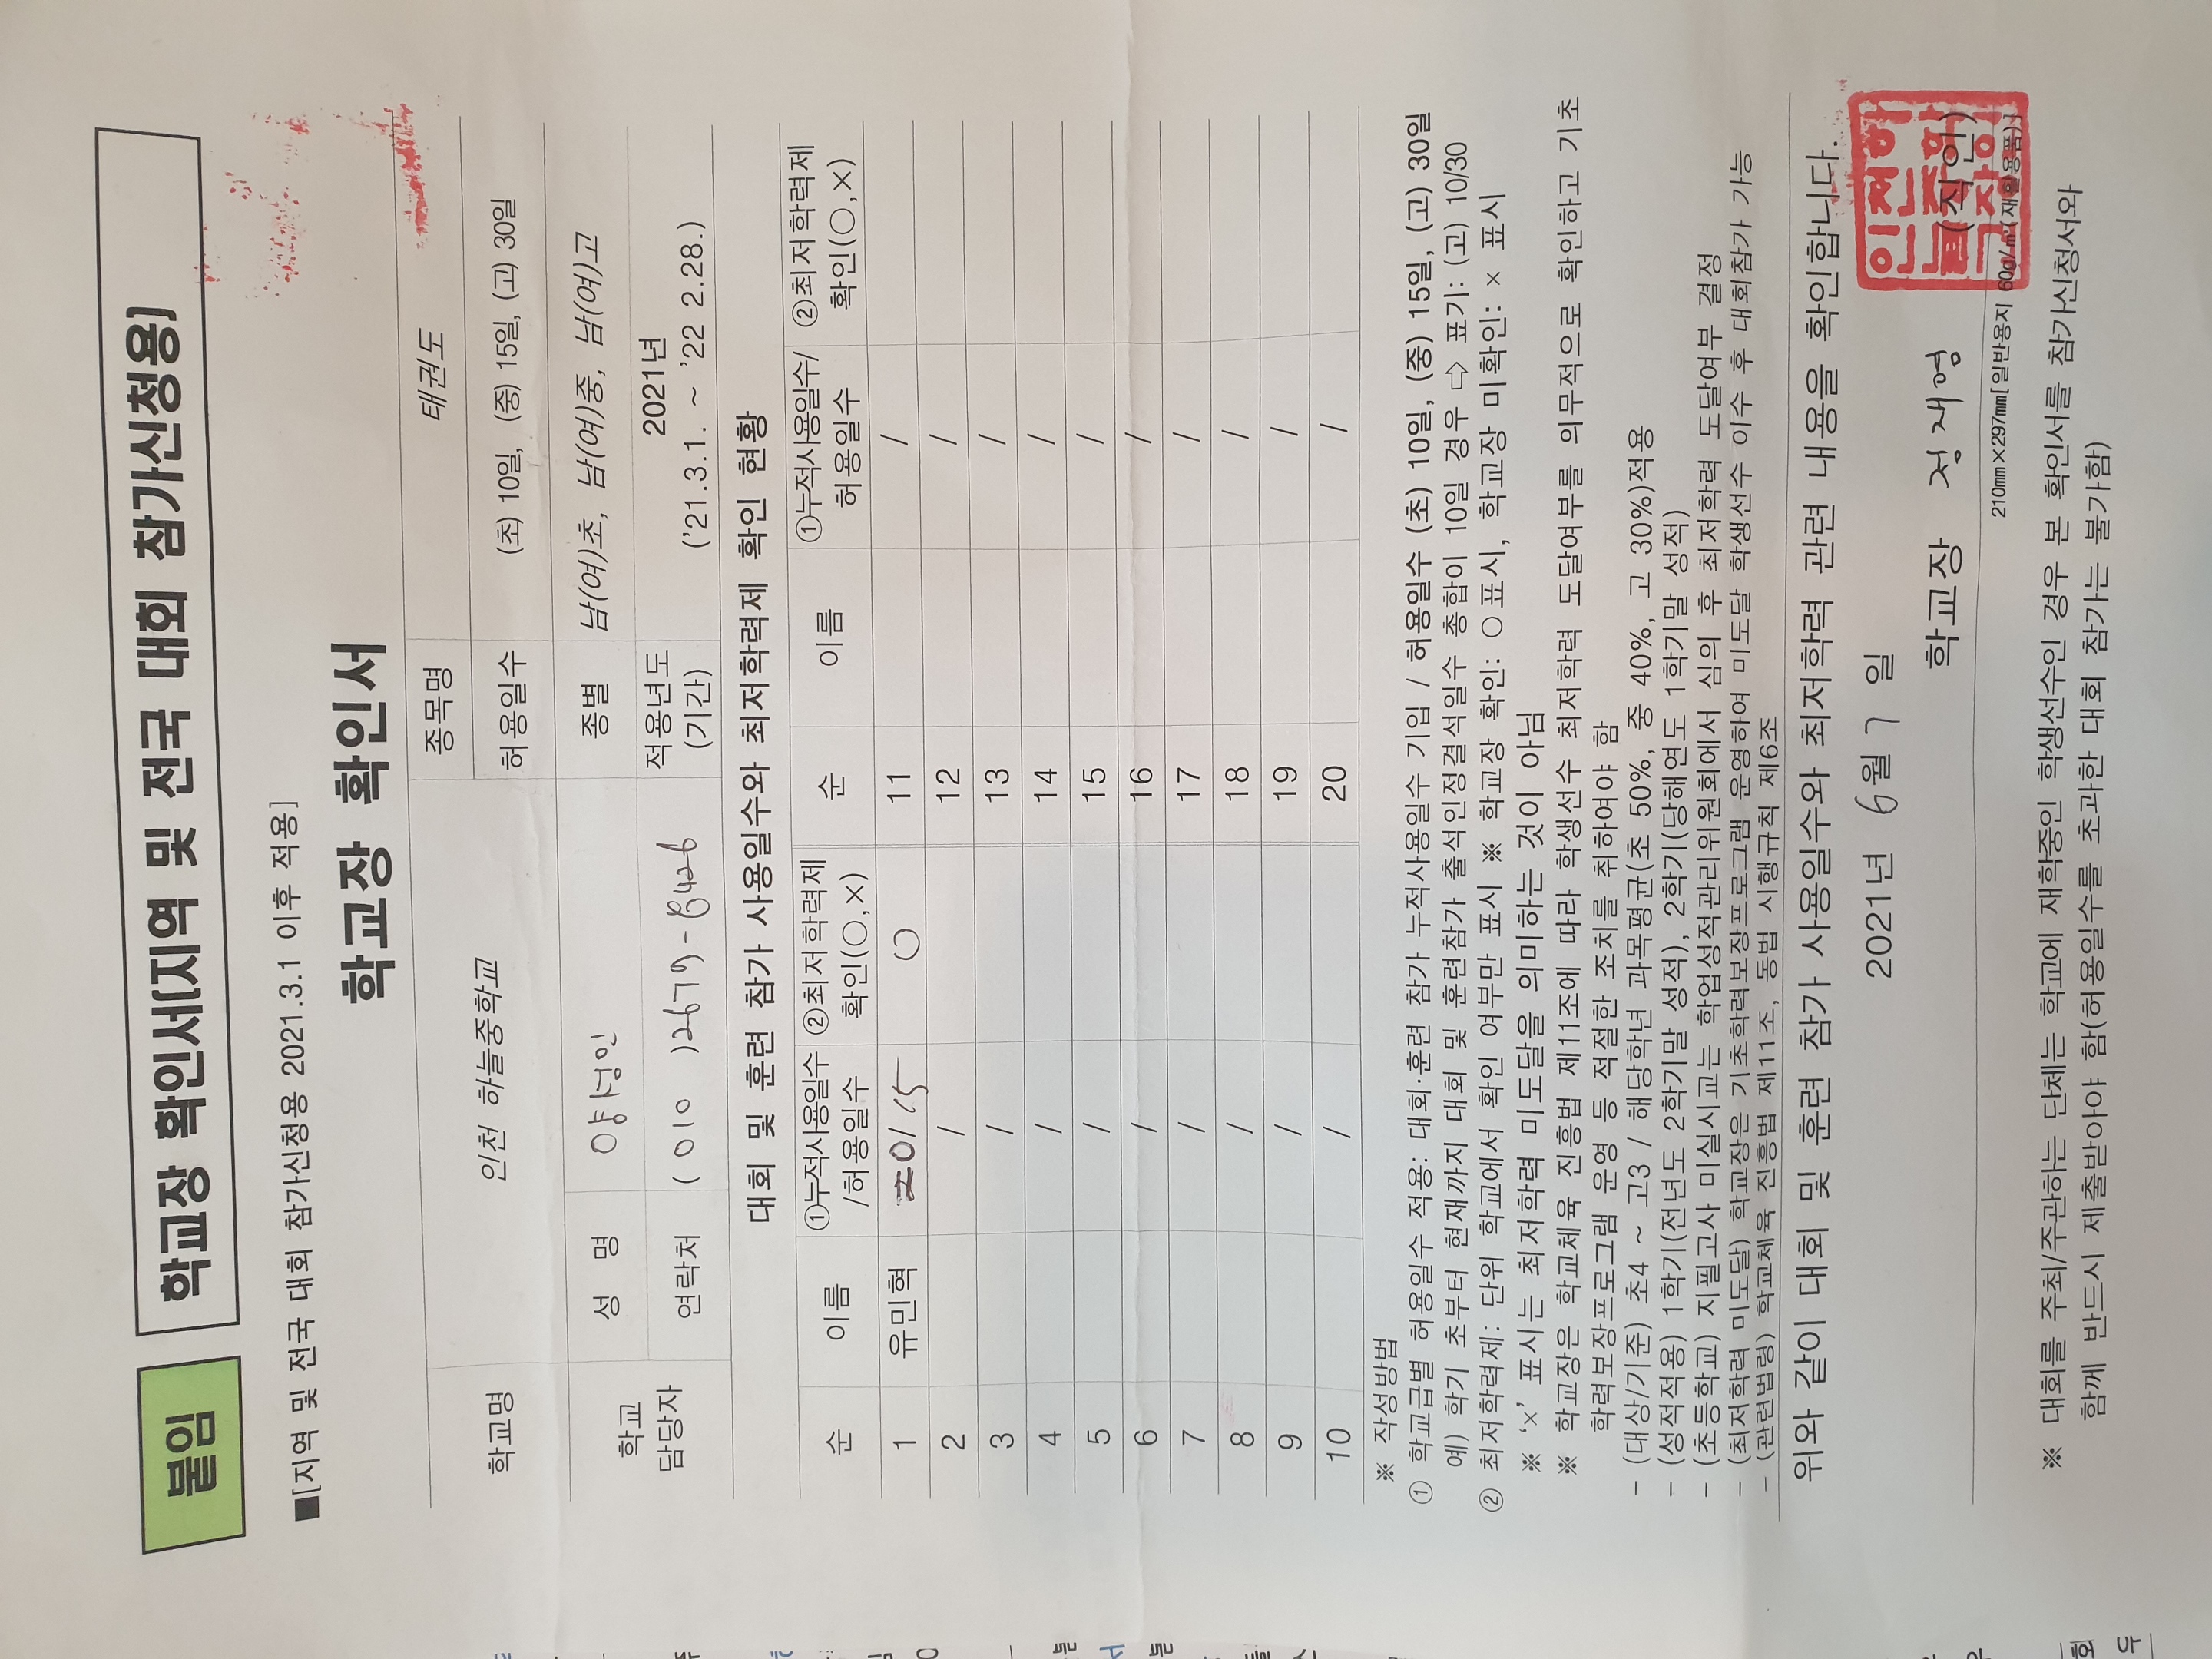 붙임
학교장 확인서(지역 및 전국 대회 참가신청용)
■[지역 및 전국 대회 참가신청용 2021.3.1 이후 적용]
학교장 확인서
학교명 인천 하늘중학교 종목명 태권도
허용일수 (초) 10일, (중) 15일, (고) 30일
학교 담당자 성 명 양성인 종별 남(여)초, 남(여)중, 남(여)고
연락처 ( 010 )2679-8426 적용년도 (기간) 2021년 ('21.3.1. ~ '22 2.28.)
대회 및 훈련 참가 사용일수와 최저학력제 확인 현황
순 이름 ①누적사용일수/허용일수 ②최저학력제 확인(○,×) 순 이름 ①누적사용일수/허용일수 ②최저학력제 확인(○,×)
1 유민혁 0/15 ○ 11 /
2 / 12 /
3 / 13 /
4 / 14 /
5 / 15 /
6 / 16 /
7 / 17 /
8 / 18 /
9 / 19 /
10 / 20 /
※ 작성방법
① 학교급별 허용일수 적용: 대회·훈련 참가 누적사용일수 기입 / 허용일수 (초) 10일, (중) 15일, (고) 30일
예) 학기 초부터 현재까지 대회 및 훈련참가 출석인정결석일수 총합이 10일 경우 ⇨ 표기: (고) 10/30
② 최저학력제: 단위 학교에서 확인 여부만 표시 ※ 학교장 확인: ○ 표시, 학교장 미확인: × 표시
※ '×' 표시는 최저학력 미도달을 의미하는 것이 아님
※ 학교장은 학교체육 진흥법 제11조에 따라 학생선수 최저학력 도달여부를 의무적으로 확인하고 기초
학력보장프로그램 운영 등 적절한 조치를 취하여야 함
- (대상/기준) 초4 ~ 고3 / 해당학년 과목평균(초 50%, 중 40%, 고 30%)적용
- (성적적용) 1학기(전년도 2학기말 성적), 2학기(당해연도 1학기말 성적)
- (초등학교) 지필고사 미실시교는 학업성적관리위원회에서 심의 후 최저학력 도달여부 결정
- (최저학력 미도달) 학교장은 기초학력보장프로그램 운영하여 미도달 학생선수 이수 후 대회참가 가능
- (관련법령) 학교체육 진흥법 제11조, 동법 시행규칙 제6조
위와 같이 대회 및 훈련 참가 사용일수와 최저학력 관련 내용을 확인합니다.
2021년 6월 7 일
학교장 정재영 (직인)
210㎜×297㎜[일반용지 60g/㎡(재활용품)]
※ 대회를 주최/주관하는 단체는 학교에 재학중인 학생선수인 경우 본 확인서를 참가신청서와
함께 반드시 제출받아야 함(허용일수를 초과한 대회 참가는 불가함)